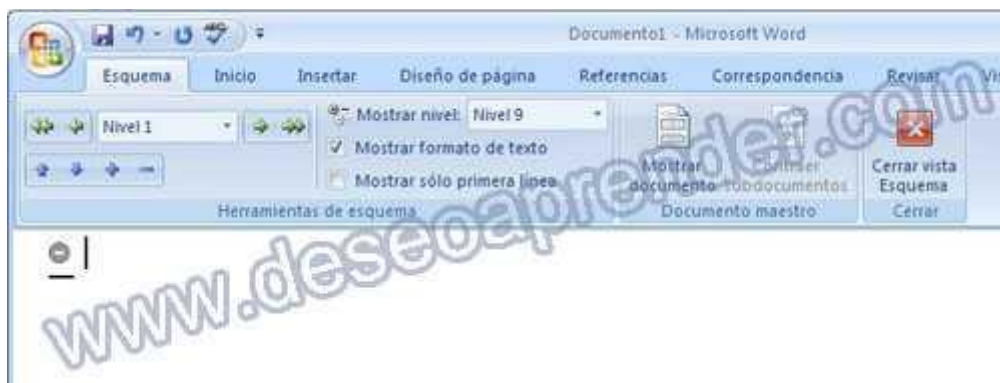 Documento1 - Microsoft Word
Esquema Inicio Insertar Diseño de página Referencias Correspondencia Revisar Vis
Nivel 1
Mostrar nivel: Nivel 9
Mostrar formato de texto
Mostrar sólo primera línea
Mostrar documento
subdocumentos
Cerrar vista Esquema
Herramientas de esquema
Documento maestro
Cerrar
www.deseoaprender.com